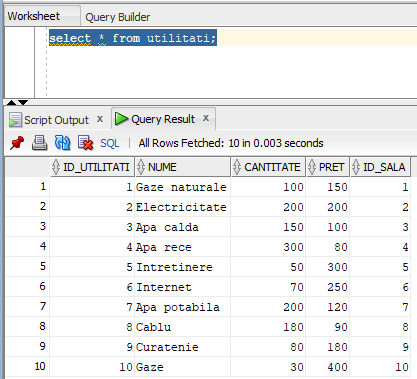 Worksheet Query Builder
select * from utilitati;
Script Output x Query Result x
SQL | All Rows Fetched: 10 in 0.003 seconds
ID_UTILITATI NUME CANTITATE PRET ID_SALA
1 1 Gaze naturale 100 150 1
2 2 Electricitate 200 200 2
3 3 Apa calda 150 100 3
4 4 Apa rece 300 80 4
5 5 Intretinere 50 300 5
6 6 Internet 70 250 6
7 7 Apa potabila 200 120 7
8 8 Cablu 180 90 8
9 9 Curatenie 80 180 9
10 10 Gaze 30 400 10